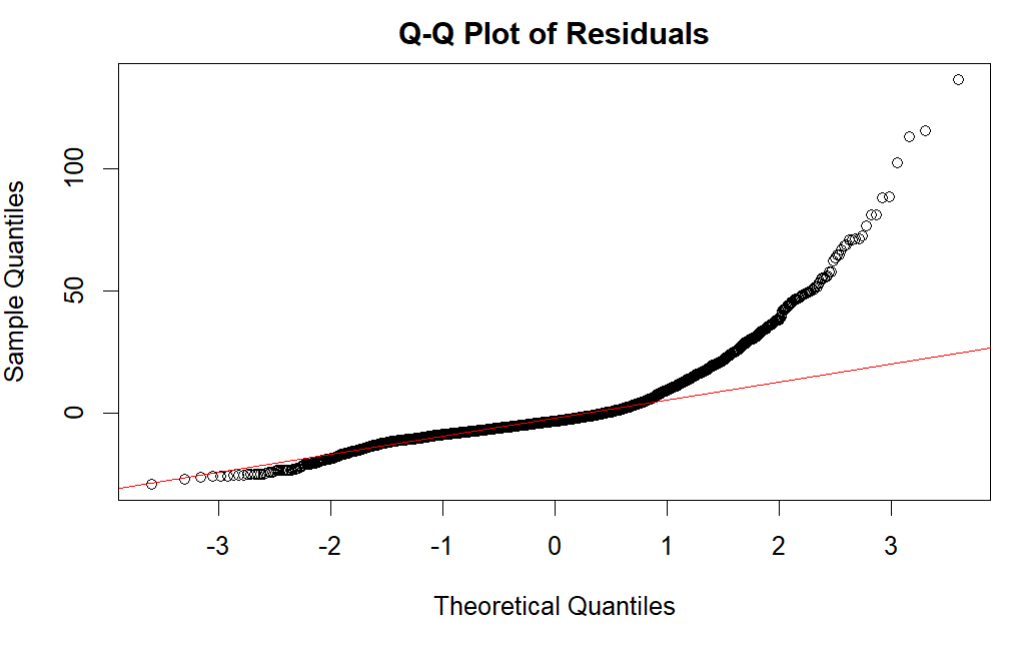 Q-Q Plot of Residuals
Sample Quantiles
100
50
0
-3 -2 -1 0 1 2 3
Theoretical Quantiles